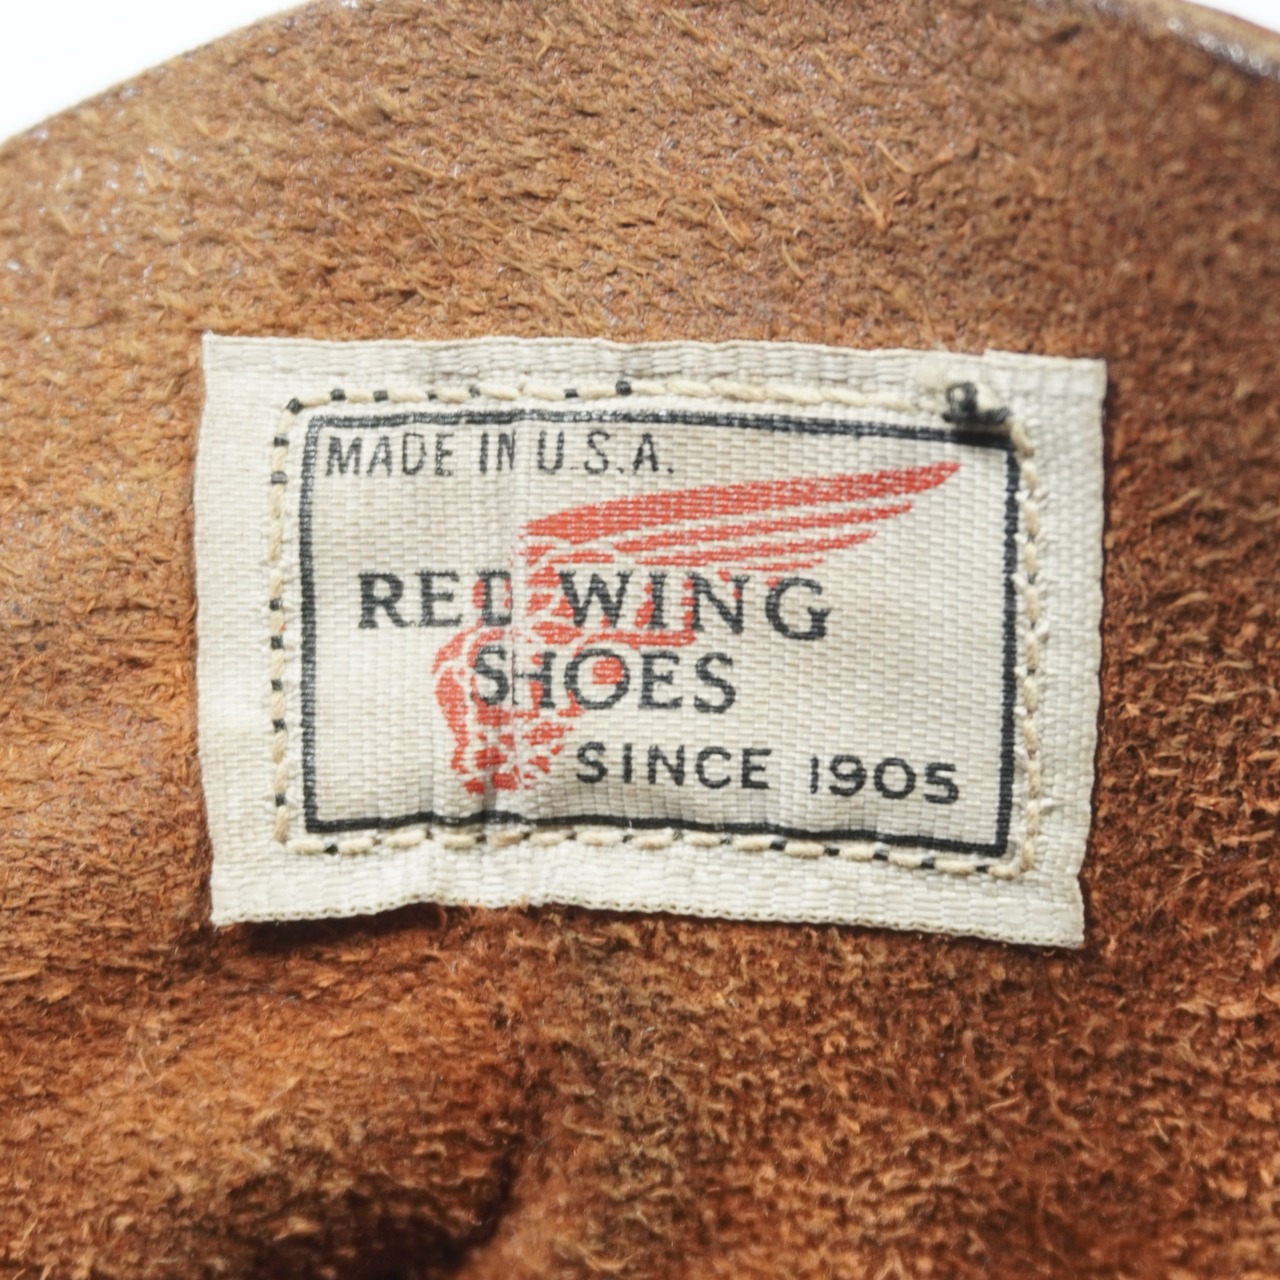 MADE IN U.S.A.
RED WING
SHOES
SINCE 1905